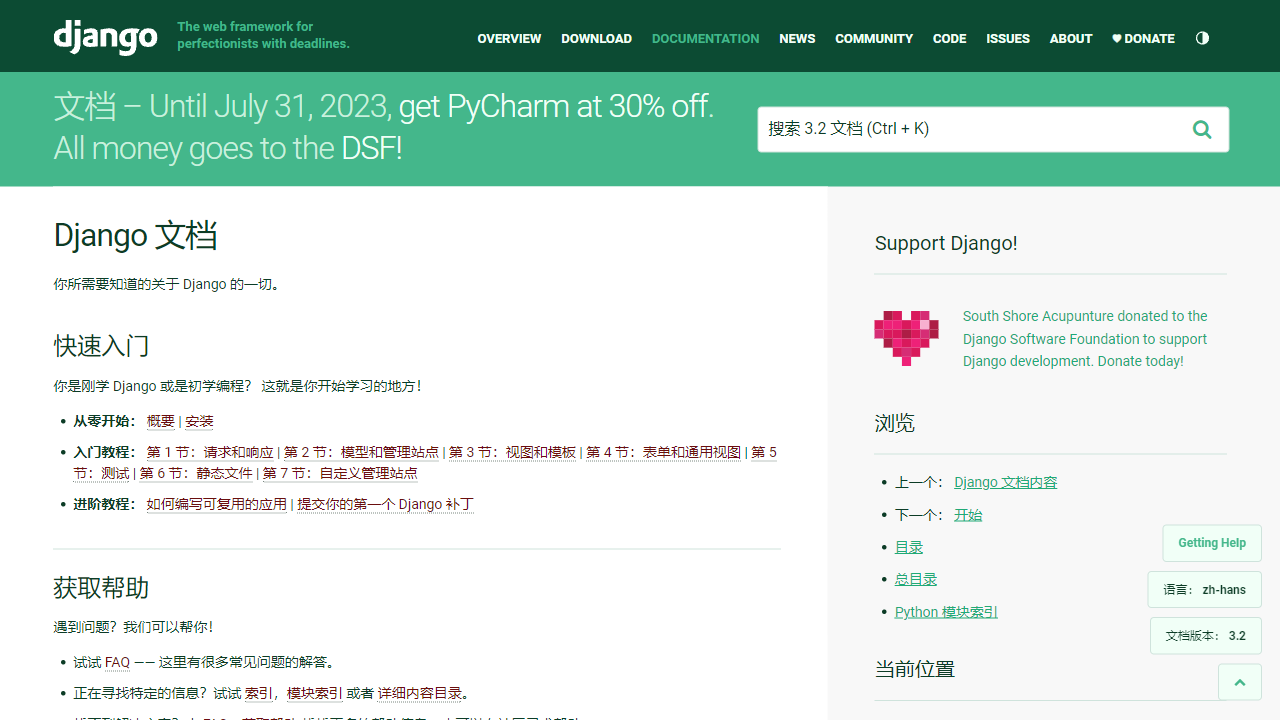 django
The web framework for
perfectionists with deadlines.
OVERVIEW DOWNLOAD DOCUMENTATION NEWS COMMUNITY CODE ISSUES ABOUT ♥ DONATE
文档 – Until July 31, 2023, get PyCharm at 30% off.
All money goes to the DSF!
搜索 3.2 文档 (Ctrl + K)
Django 文档
你所需要知道的关于 Django 的一切。
快速入门
你是刚学 Django 或是初学编程? 这就是你开始学习的地方!
• 从零开始: 概要 | 安装
• 入门教程: 第 1 节:请求和响应 | 第 2 节:模型和管理站点 | 第 3 节:视图和模板 | 第 4 节:表单和通用视图 | 第 5
节:测试 | 第 6 节:静态文件 | 第 7 节:自定义管理站点
• 进阶教程: 如何编写可复用的应用 | 提交你的第一个 Django 补丁
获取帮助
遇到问题?我们可以帮你!
• 试试 FAQ —— 这里有很多常见问题的解答。
• 正在寻找特定的信息?试试 索引,模块索引 或者 详细内容目录。
Support Django!
South Shore Acupunture donated to the
Django Software Foundation to support
Django development. Donate today!
浏览
• 上一个: Django 文档内容
• 下一个: 开始
• 目录
• 总目录
• Python 模块索引
当前位置
Getting Help
语言: zh-hans
文档版本: 3.2